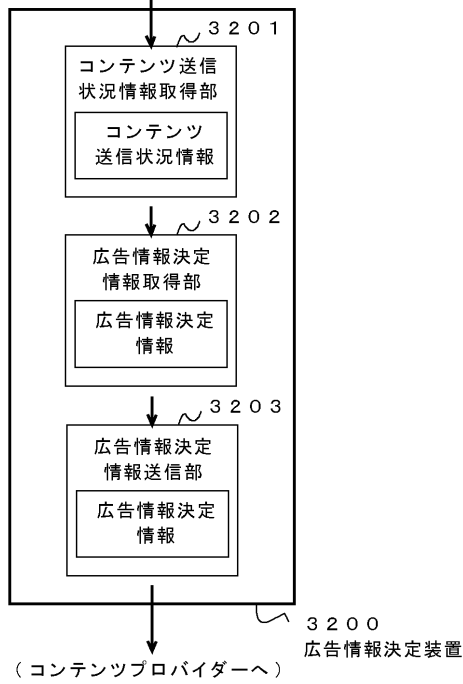 ３２０１
コンテンツ送信
状況情報取得部
コンテンツ
送信状況情報
３２０２
広告情報決定
情報取得部
広告情報決定
情報
３２０３
広告情報決定
情報送信部
広告情報決定
情報
３２００
広告情報決定装置
（コンテンツプロバイダーへ）